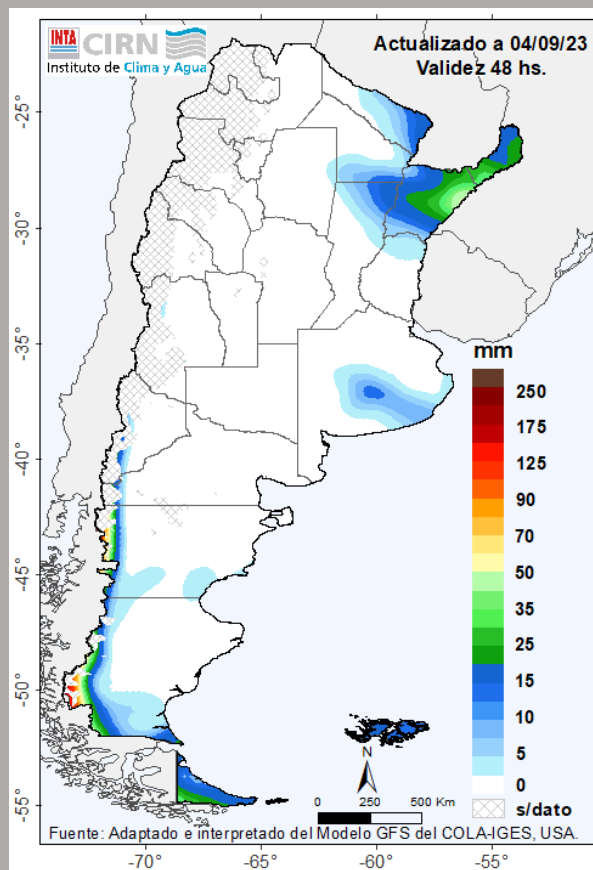 INTA
CIRN
Instituto de Clima y Agua
Actualizado a 04/09/23
Validez 48 hs.
-25°
-30°
-35°
-40°
-45°
-50°
-55°
mm
250
175
125
90
70
50
35
25
15
10
5
0
s/dato
N
0 250 500 Km
Fuente: Adaptado e interpretado del Modelo GFS del COLA-IGES, USA.
-70° -65° -60° -55°